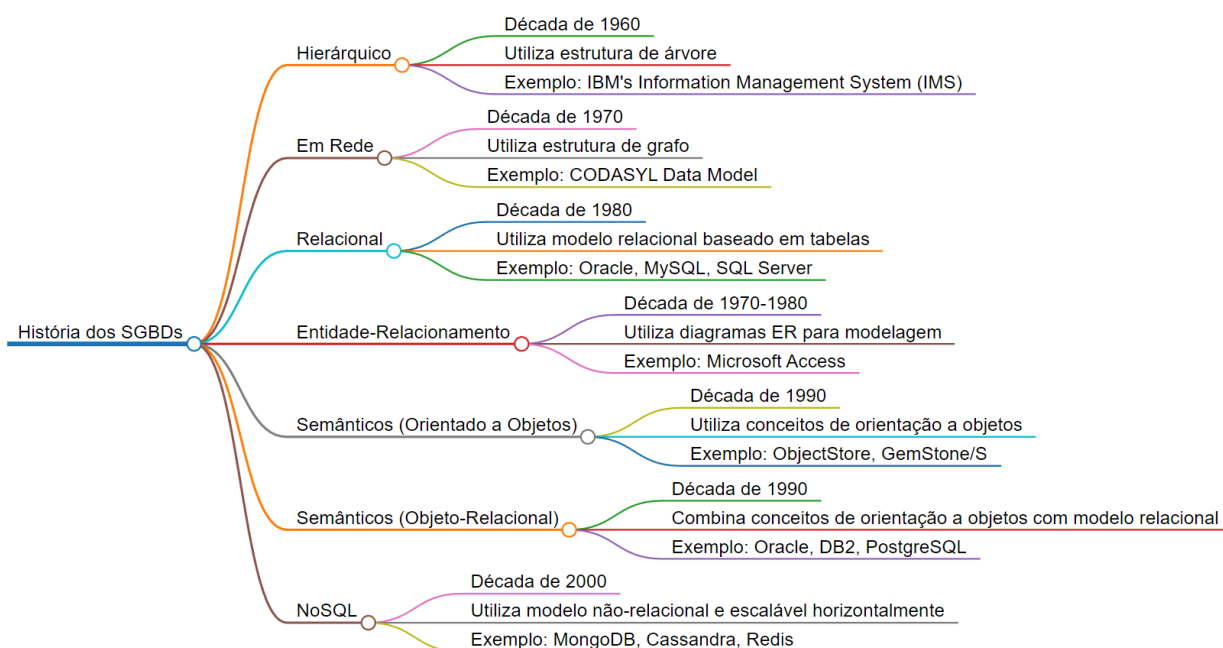 História dos SGBDs
Hierárquico
Década de 1960
Utiliza estrutura de árvore
Exemplo: IBM's Information Management System (IMS)
Em Rede
Década de 1970
Utiliza estrutura de grafo
Exemplo: CODASYL Data Model
Relacional
Década de 1980
Utiliza modelo relacional baseado em tabelas
Exemplo: Oracle, MySQL, SQL Server
Entidade-Relacionamento
Década de 1970-1980
Utiliza diagramas ER para modelagem
Exemplo: Microsoft Access
Semânticos (Orientado a Objetos)
Década de 1990
Utiliza conceitos de orientação a objetos
Exemplo: ObjectStore, GemStone/S
Semânticos (Objeto-Relacional)
Década de 1990
Combina conceitos de orientação a objetos com modelo relacional
Exemplo: Oracle, DB2, PostgreSQL
NoSQL
Década de 2000
Utiliza modelo não-relacional e escalável horizontalmente
Exemplo: MongoDB, Cassandra, Redis